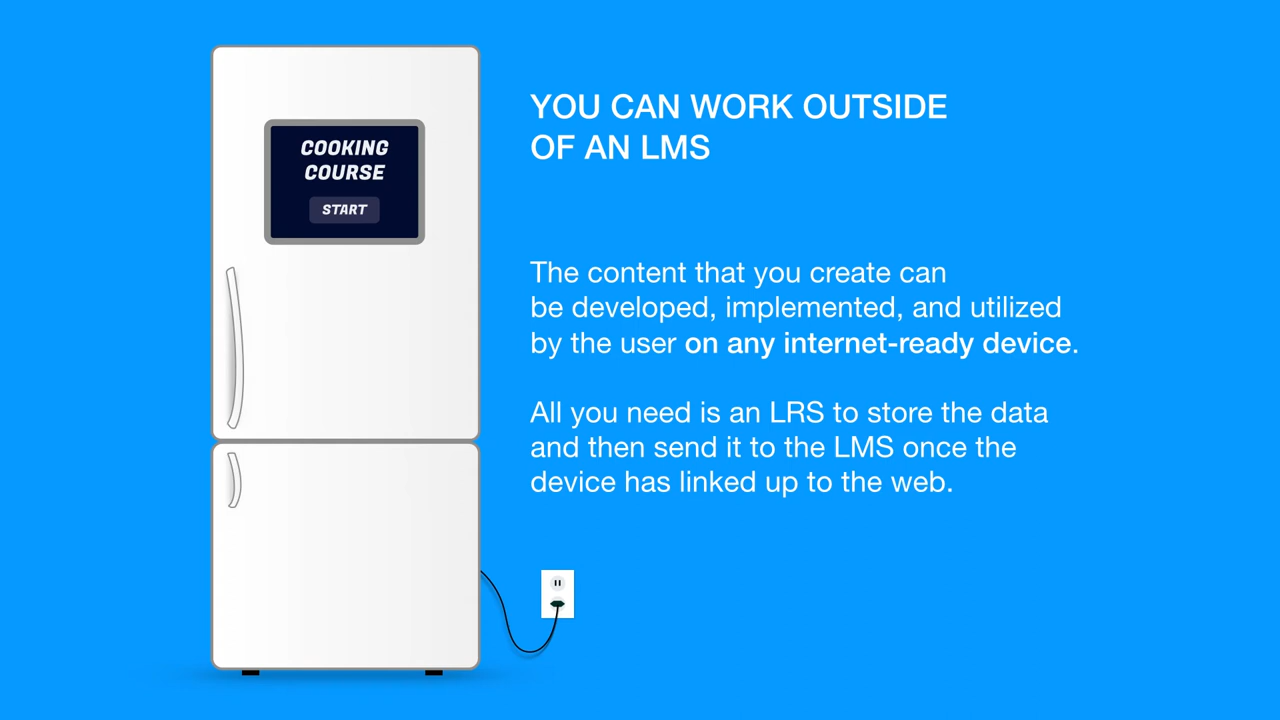 COOKING
COURSE
START
YOU CAN WORK OUTSIDE
OF AN LMS
The content that you create can
be developed, implemented, and utilized
by the user on any internet-ready device.
All you need is an LRS to store the data
and then send it to the LMS once the
device has linked up to the web.